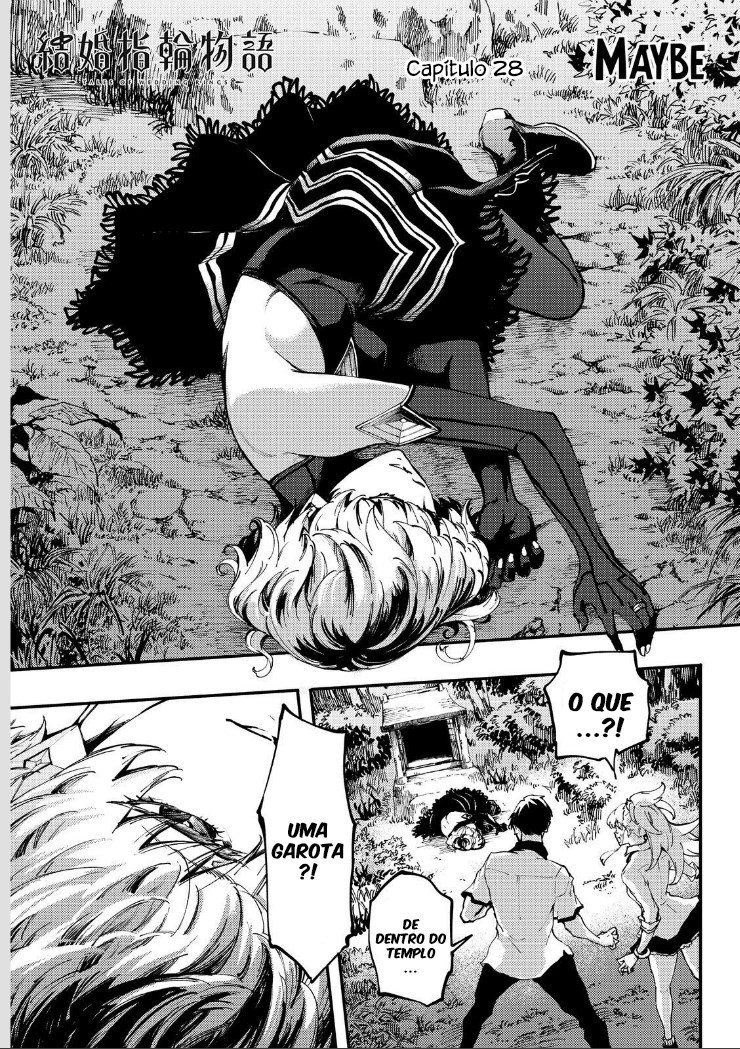 結婚指輪物語
Capítulo 28
MAYBE
O QUE
...?!
DE
DENTRO DO
TEMPLO
...
UMA
GAROTA
?!